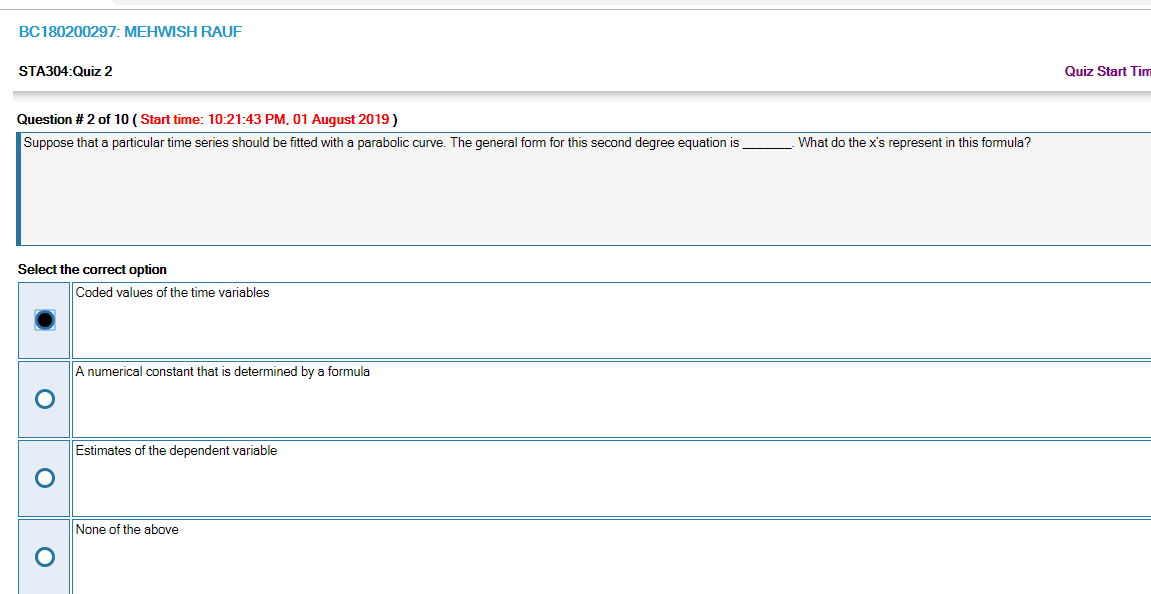 BC180200297: MEHWISH RAUF
STA304:Quiz 2
Quiz Start Tim
Question # 2 of 10 ( Start time: 10:21:43 PM, 01 August 2019 )
Suppose that a particular time series should be fitted with a parabolic curve. The general form for this second degree equation is _______. What do the x's represent in this formula?
Select the correct option
Coded values of the time variables
A numerical constant that is determined by a formula
Estimates of the dependent variable
None of the above